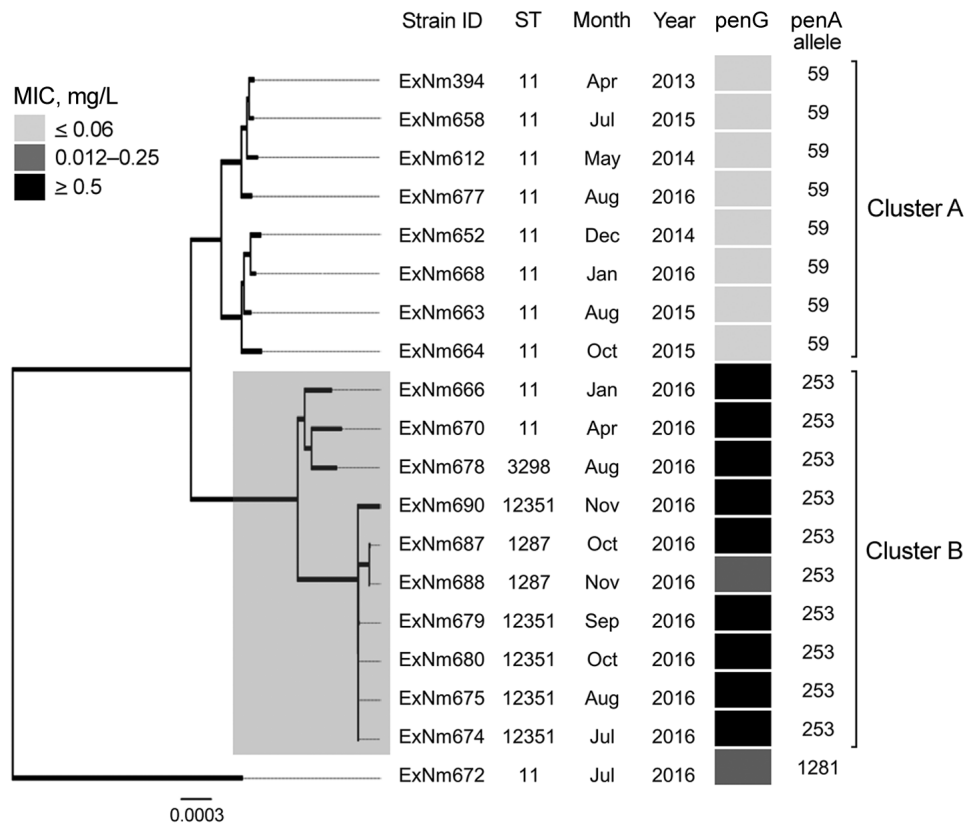 Strain ID ST Month Year penG penA allele
MIC, mg/L
≤ 0.06
0.012–0.25
≥ 0.5
ExNm394 11 Apr 2013 59
ExNm658 11 Jul 2015 59
ExNm612 11 May 2014 59
ExNm677 11 Aug 2016 59
Cluster A
ExNm652 11 Dec 2014 59
ExNm668 11 Jan 2016 59
ExNm663 11 Aug 2015 59
ExNm664 11 Oct 2015 59
ExNm666 11 Jan 2016 253
ExNm670 11 Apr 2016 253
ExNm678 3298 Aug 2016 253
ExNm690 12351 Nov 2016 253
ExNm687 1287 Oct 2016 253
Cluster B
ExNm688 1287 Nov 2016 253
ExNm679 12351 Sep 2016 253
ExNm680 12351 Oct 2016 253
ExNm675 12351 Aug 2016 253
ExNm674 12351 Jul 2016 253
ExNm672 11 Jul 2016 1281
0.0003